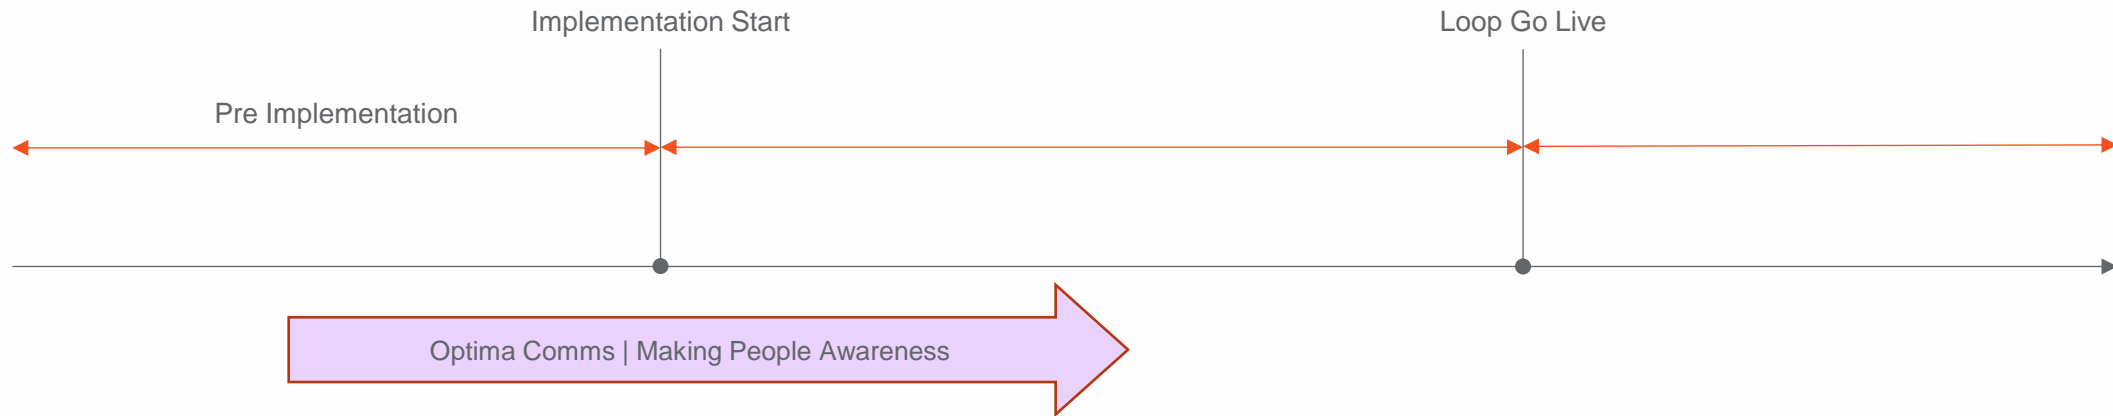 Implementation Start
Loop Go Live
Pre Implementation
Optima Comms | Making People Awareness